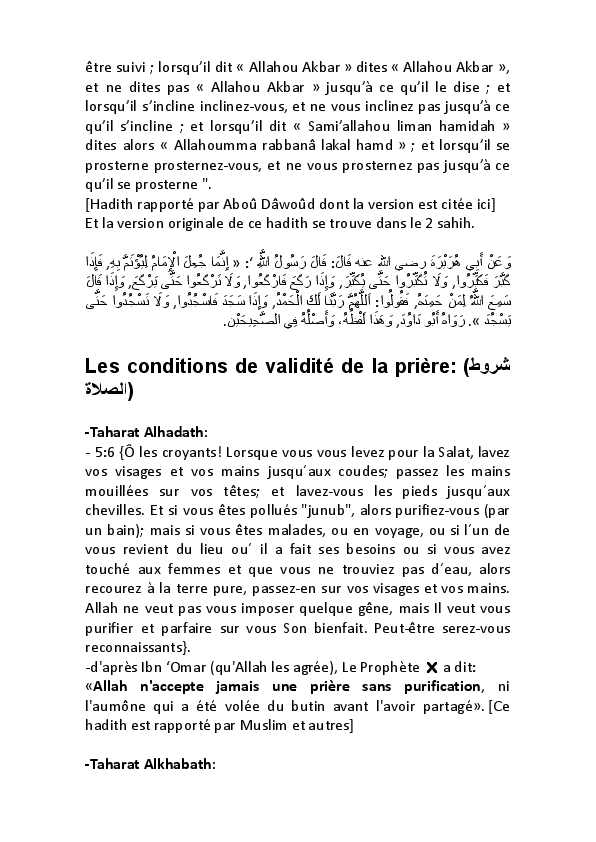 être suivi ; lorsqu’il dit « Allahou Akbar » dites « Allahou Akbar »,
et ne dites pas « Allahou Akbar » jusqu’à ce qu’il le dise ; et
lorsqu’il s’incline inclinez-vous, et ne vous inclinez pas jusqu’à ce
qu’il s’incline ; et lorsqu’il dit « Sami’allahou liman hamidah »
dites alors « Allahoumma rabbanâ lakal hamd » ; et lorsqu’il se
prosterne prosternez-vous, et ne vous prosternez pas jusqu’à ce
qu’il se prosterne ".
[Hadith rapporté par Aboû Dâwoûd dont la version est citée ici]
Et la version originale de ce hadith se trouve dans le 2 sahih.
وَعَنْ أَبِي هُرَيْرَةَ رضي الله عنه قَالَ: قَالَ رَسُولُ اللَّهِ ‘: « إِنَّمَا جُعِلَ الْإِمَامُ لِيُؤْتَمَّ بِهِ, فَإِذَا
كَبَّرَ فَكَبِّرُوا, وَلَا تُكَبِّرُوا حَتَّى يُكَبِّرَ, وَإِذَا رَكَعَ فَارْكَعُوا, وَلَا تَرْكَعُوا حَتَّى يَرْكَعَ, وَإِذَا قَالَ
سَمِعَ اللَّهُ لِمَنْ حَمِدَهُ, فَقُولُوا: اَللَّهُمَّ رَبَّنَا لَكَ الْحَمْدُ, وَإِذَا سَجَدَ فَاسْجُدُوا, وَلَا تَسْجُدُوا حَتَّى
يَسْجُدَ ». رَوَاهُ أَبُو دَاوُدَ, وَهَذَا لَفْظُهُ، وَأَصْلُهُ فِي الصَّحِيحَيْنِ.
Les conditions de validité de la prière: (شروط
الصلاة)
-Taharat Alhadath:
- 5:6 {Ô les croyants! Lorsque vous vous levez pour la Salat, lavez
vos visages et vos mains jusqu´aux coudes; passez les mains
mouillées sur vos têtes; et lavez-vous les pieds jusqu´aux
chevilles. Et si vous êtes pollués "junub", alors purifiez-vous (par
un bain); mais si vous êtes malades, ou en voyage, ou si l´un de
vous revient du lieu ou´ il a fait ses besoins ou si vous avez
touché aux femmes et que vous ne trouviez pas d´eau, alors
recourez à la terre pure, passez-en sur vos visages et vos mains.
Allah ne veut pas vous imposer quelque gêne, mais Il veut vous
purifier et parfaire sur vous Son bienfait. Peut-être serez-vous
reconnaissants}.
-d'après Ibn ‘Omar (qu'Allah les agrée), Le Prophète ✖ a dit:
«Allah n'accepte jamais une prière sans purification, ni
l'aumône qui a été volée du butin avant l'avoir partagé». [Ce
hadith est rapporté par Muslim et autres]
-Taharat Alkhabath: